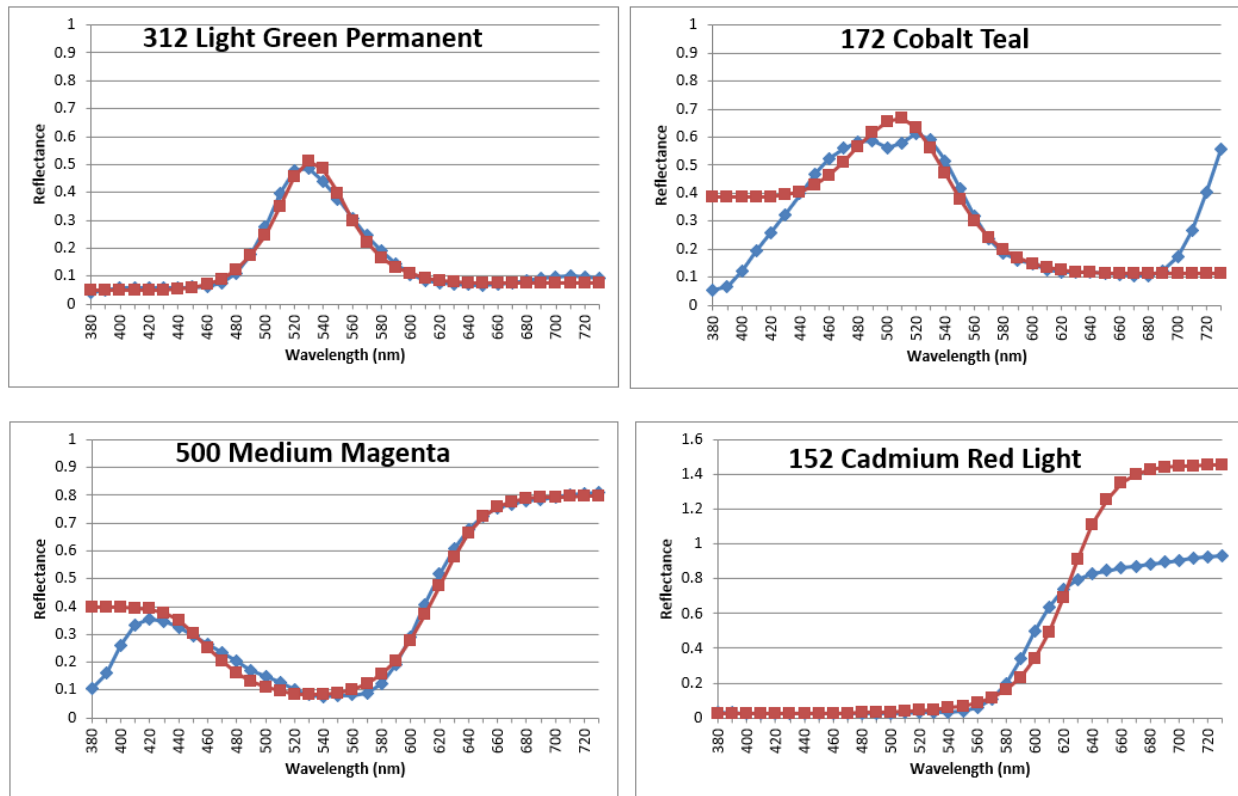 312 Light Green Permanent
1
0.9
0.8
0.7
0.6
0.5
0.4
0.3
0.2
0.1
0
Reflectance
380 400 420 440 460 480 500 520 540 560 580 600 620 640 660 680 700 720
Wavelength (nm)
172 Cobalt Teal
1
0.9
0.8
0.7
0.6
0.5
0.4
0.3
0.2
0.1
0
Reflectance
380 400 420 440 460 480 500 520 540 560 580 600 620 640 660 680 700 720
Wavelength (nm)
500 Medium Magenta
1
0.9
0.8
0.7
0.6
0.5
0.4
0.3
0.2
0.1
0
Reflectance
380 400 420 440 460 480 500 520 540 560 580 600 620 640 660 680 700 720
Wavelength (nm)
152 Cadmium Red Light
1.6
1.4
1.2
1
0.8
0.6
0.4
0.2
0
Reflectance
380 400 420 440 460 480 500 520 540 560 580 600 620 640 660 680 700 720
Wavelength (nm)